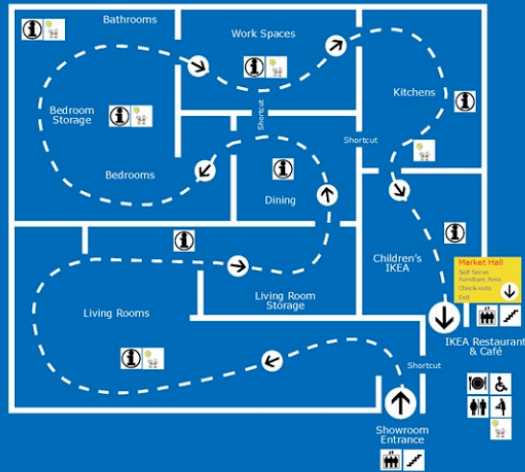 Bathrooms
Work Spaces
Kitchens
Bedroom
Storage
Shortcut
Shortcut
Bedrooms
Dining
Children's
IKEA
Market Hall
Self Serve
Furniture Area
Check-outs
Exit
Living Room
Storage
Living Rooms
IKEA Restaurant
& Café
Shortcut
Showroom
Entrance